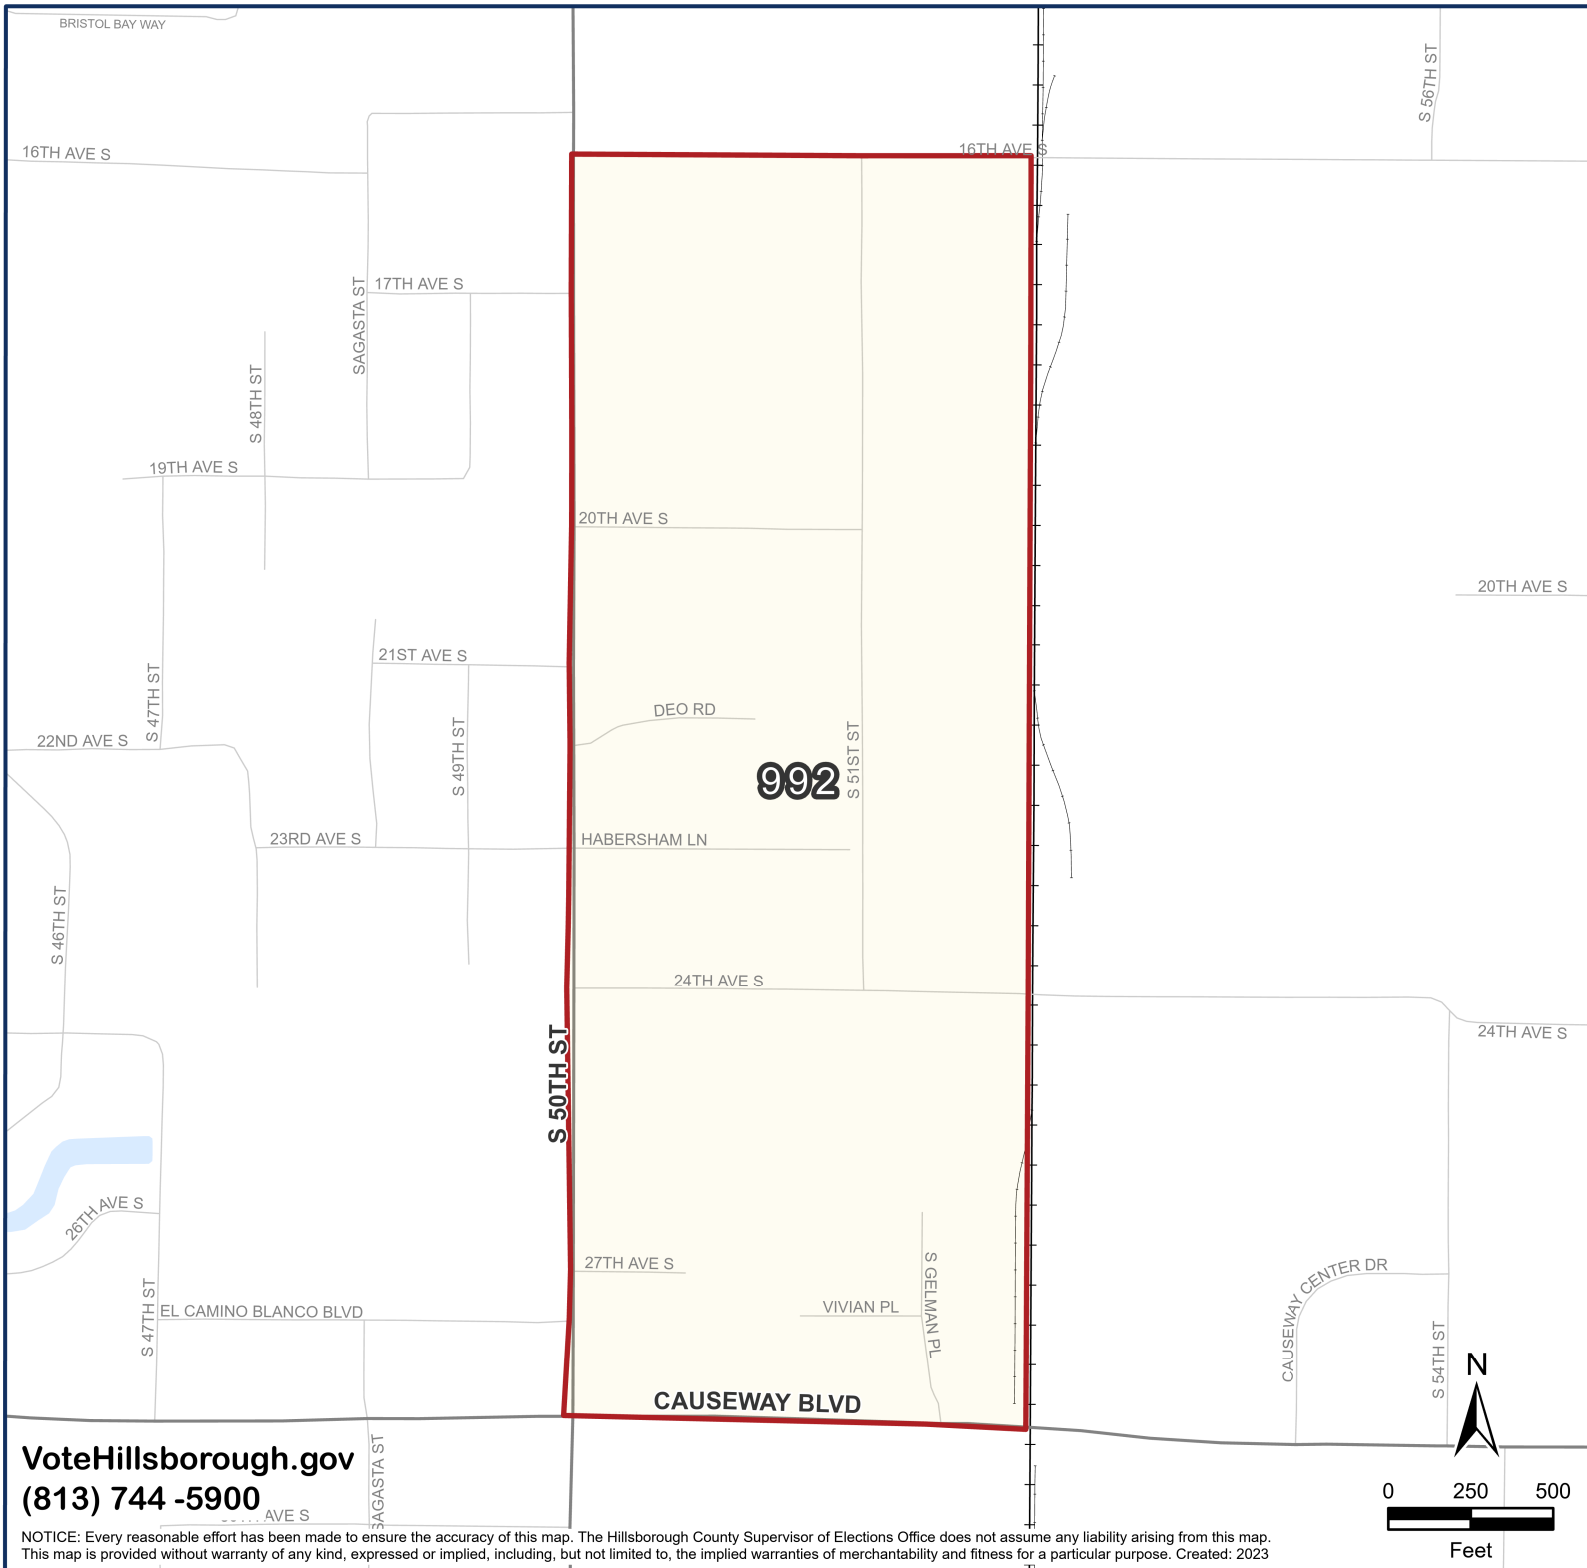 BRISTOL BAY WAY
S 56TH ST
16TH AVE S
16TH AVE S
SAGASTA ST
17TH AVE S
S 48TH ST
19TH AVE S
20TH AVE S
20TH AVE S
S 47TH ST
21ST AVE S
DEO RD
22ND AVE S
S 49TH ST
S 51ST ST
992
23RD AVE S
HABERSHAM LN
S 46TH ST
24TH AVE S
24TH AVE S
S 50TH ST
26TH AVE S
27TH AVE S
S GELMAN PL
CAUSEWAY CENTER DR
S 47TH ST
EL CAMINO BLANCO BLVD
VIVIAN PL
S 54TH ST
N
CAUSEWAY BLVD
VoteHillsborough.gov
(813) 744 -5900
SAGASTA ST
AVE S
0 250 500
Feet
NOTICE: Every reasonable effort has been made to ensure the accuracy of this map. The Hillsborough County Supervisor of Elections Office does not assume any liability arising from this map.
This map is provided without warranty of any kind, expressed or implied, including, but not limited to, the implied warranties of merchantability and fitness for a particular purpose. Created: 2023